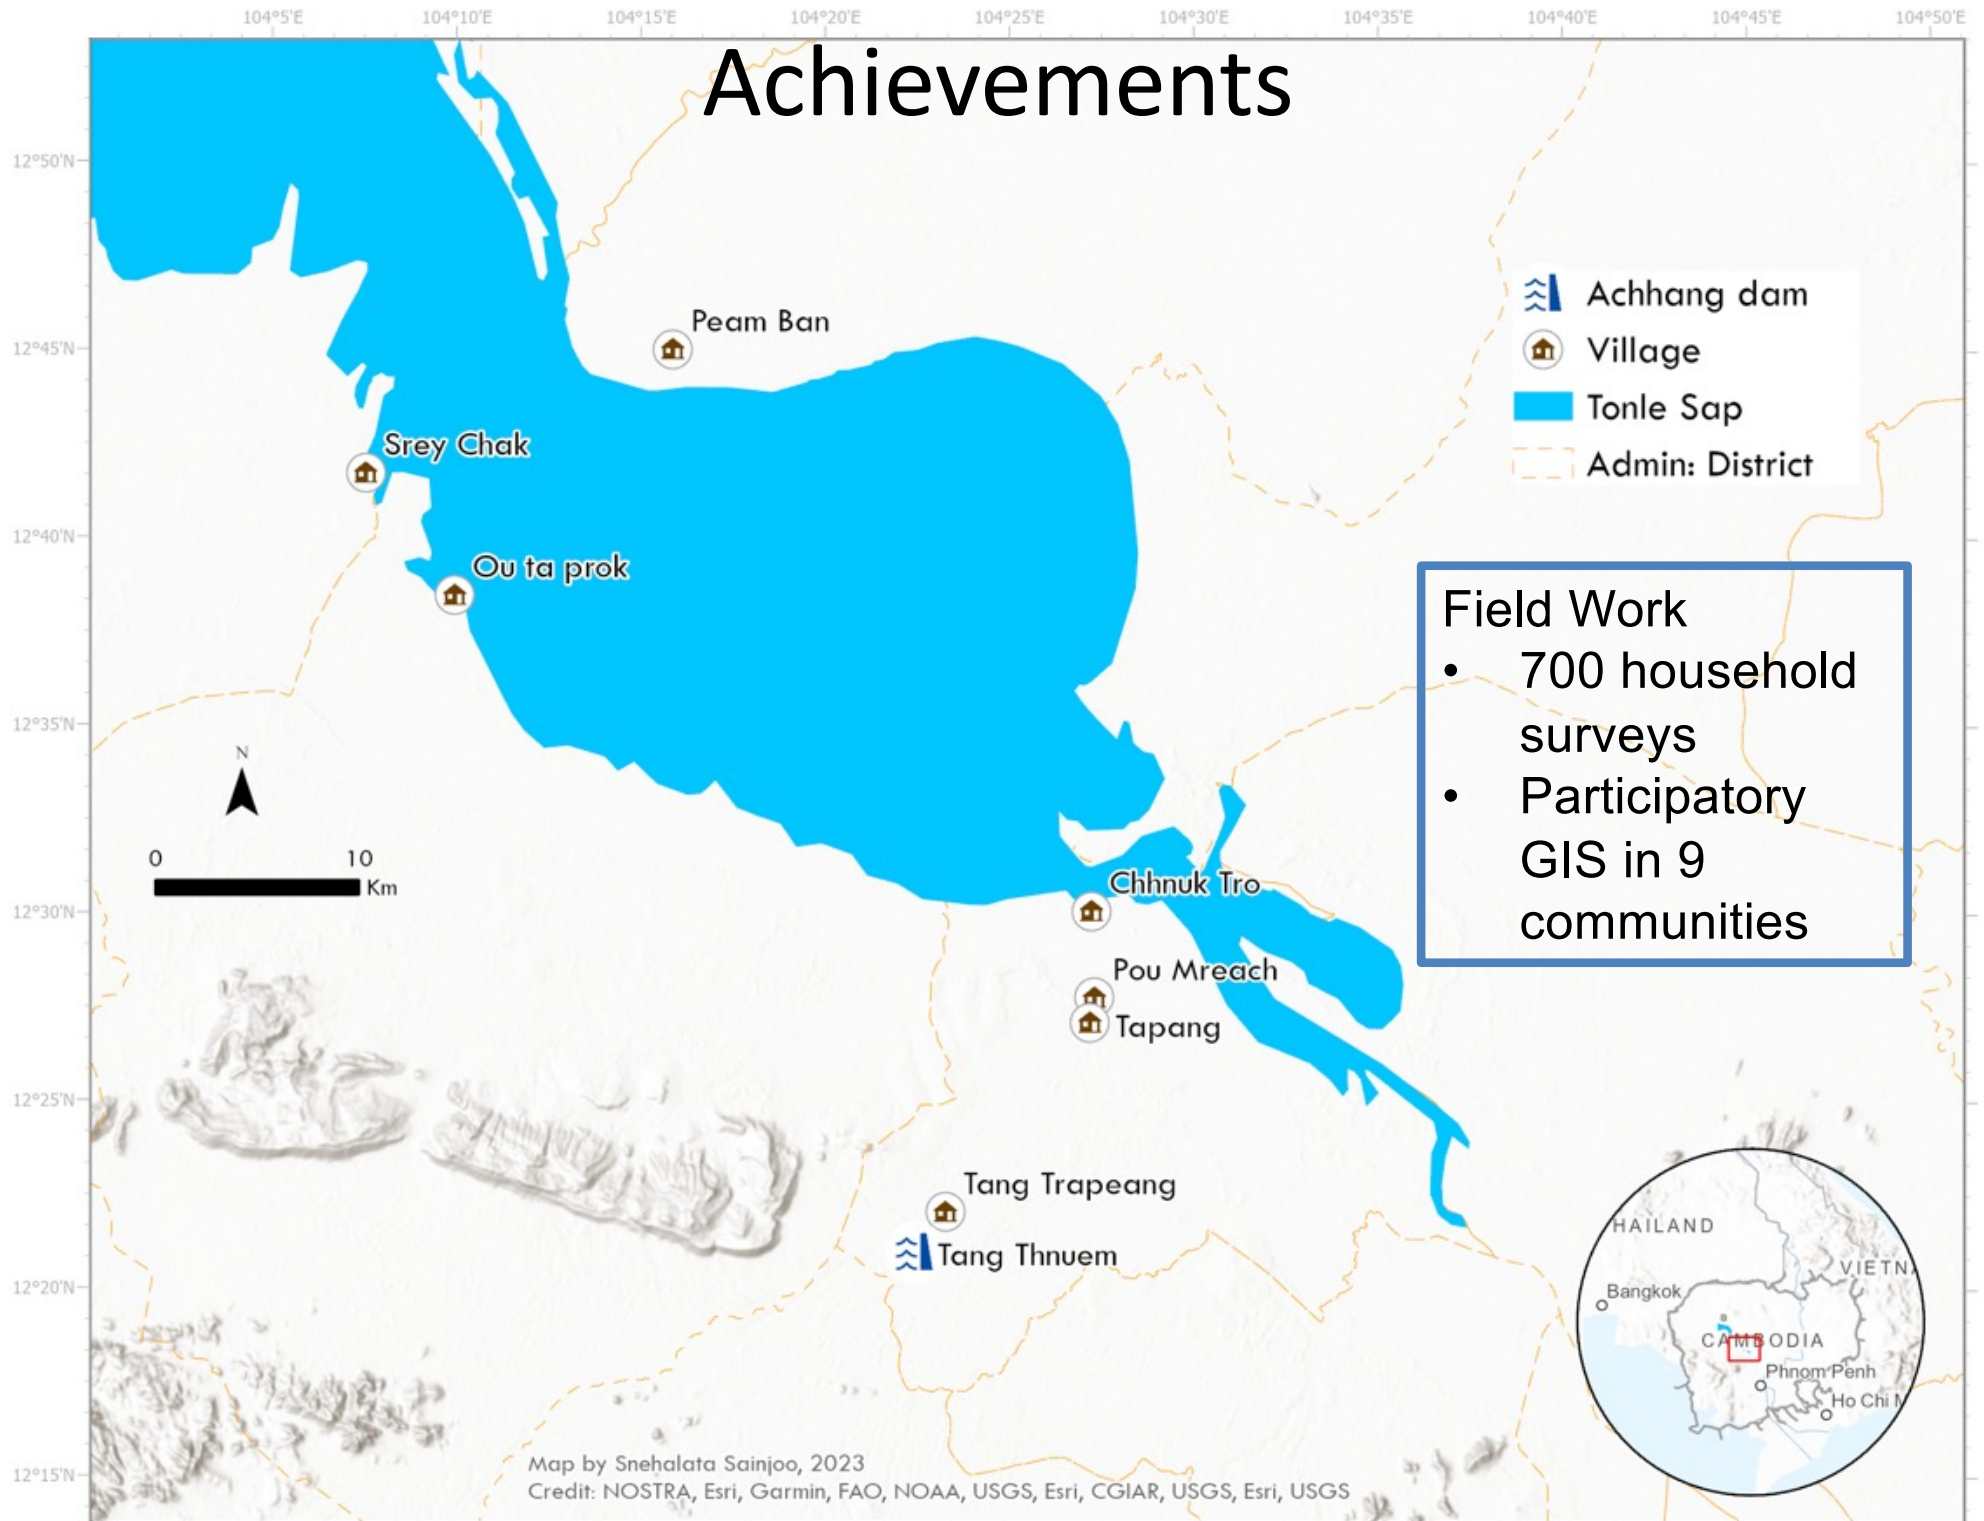 104°5'E 104°10'E 104°15'E 104°20'E 104°25'E 104°30'E 104°35'E 104°40'E 104°45'E 104°50'E
Achievements
12°50'N
12°45'N
12°40'N
12°35'N
12°30'N
12°25'N
12°20'N
12°15'N
Achhang dam
Village
Tonle Sap
Admin: District
Peam Ban
Srey Chak
Ou ta prok
Field Work
• 700 household
surveys
• Participatory
GIS in 9
communities
N
0 10
Km
Chhnuk Tro
Pou Mreach
Tapang
Tang Trapeang
Tang Thnuem
HAILAND
VIETN
Bangkok
CAMBODIA
Phnom Penh
Ho Chi M
Map by Snehalata Sainjoo, 2023
Credit: NOSTRA, Esri, Garmin, FAO, NOAA, USGS, Esri, CGIAR, USGS, Esri, USGS